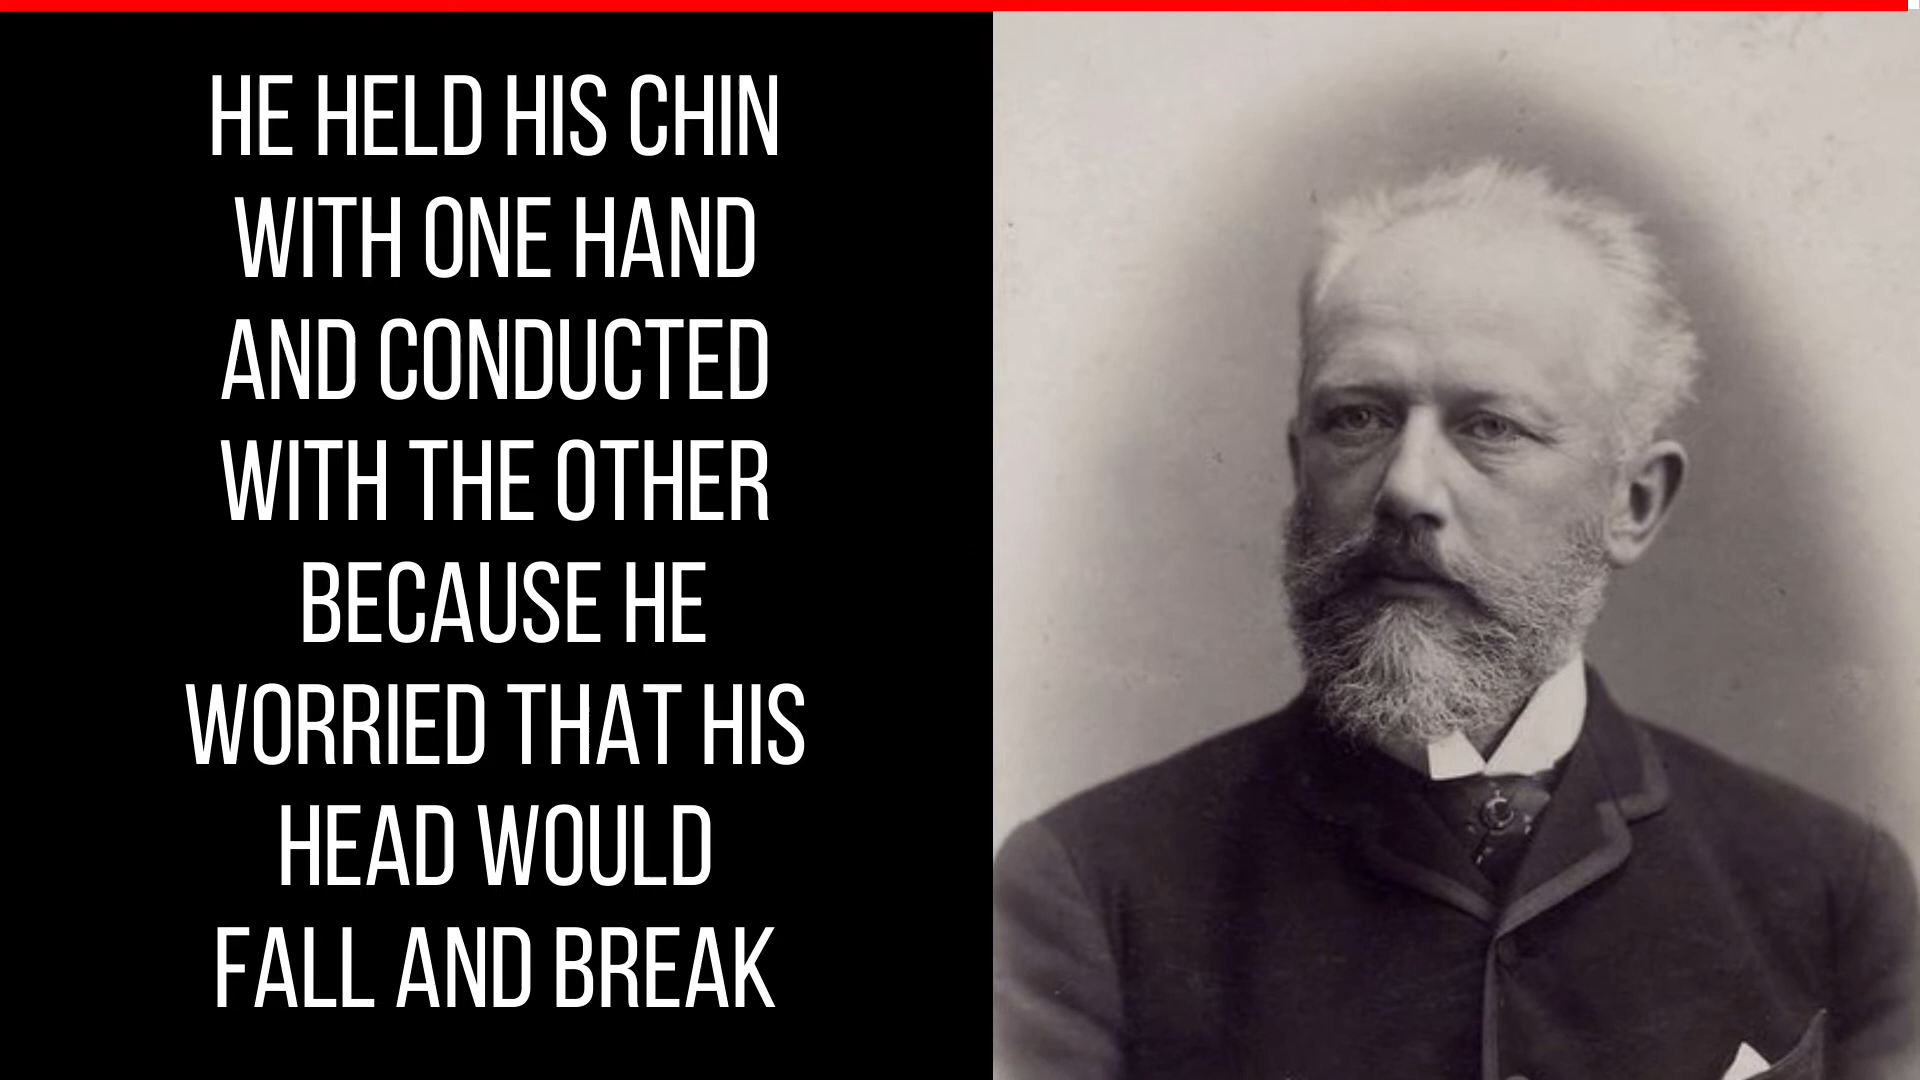 HE HELD HIS CHIN
WITH ONE HAND
AND CONDUCTED
WITH THE OTHER
BECAUSE HE
WORRIED THAT HIS
HEAD WOULD
FALL AND BREAK